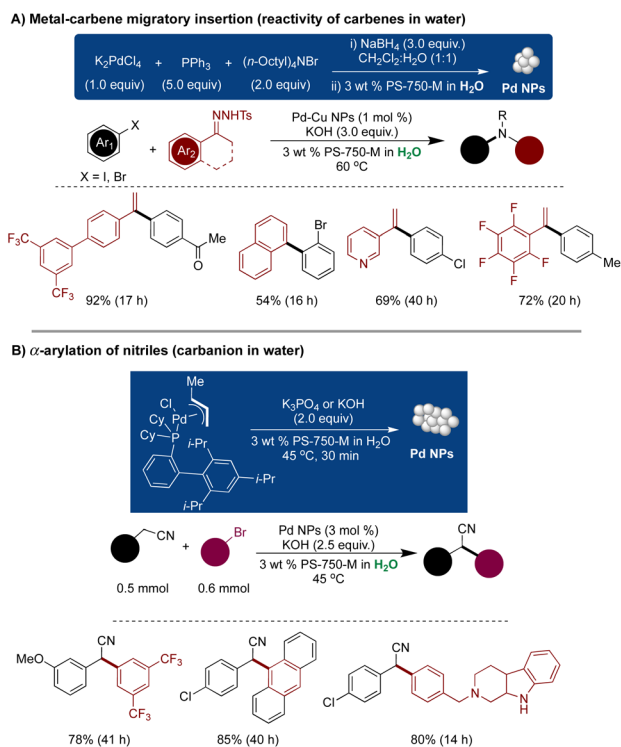 A) Metal-carbene migratory insertion (reactivity of carbenes in water)
K2PdCl4 + PPh3 + (n-Octyl)4NBr
(1.0 equiv) (5.0 equiv) (2.0 equiv)
i) NaBH4 (3.0 equiv.)
CH2Cl2:H2O (1:1)
ii) 3 wt % PS-750-M in H2O
Pd NPs
Ar1 X
X = I, Br
+
NNHTs
Ar2
Pd-Cu NPs (1 mol %)
KOH (3.0 equiv.)
3 wt % PS-750-M in H2O
60 °C
R
N
F3C
CF3
Me
O
92% (17 h)
Br
54% (16 h)
N
Cl
69% (40 h)
F
F
F
F
F
Me
72% (20 h)
B) α-arylation of nitriles (carbanion in water)
Me
Cl
Pd
Cy
Cy
P
i-Pr
i-Pr
i-Pr
K3PO4 or KOH
(2.0 equiv)
3 wt % PS-750-M in H2O
45 °C, 30 min
Pd NPs
CN
0.5 mmol
+
Br
0.6 mmol
Pd NPs (3 mol %)
KOH (2.5 equiv.)
3 wt % PS-750-M in H2O
45 °C
CN
MeO
CN
CF3
CF3
78% (41 h)
CN
Cl
85% (40 h)
CN
Cl
N
N
H
80% (14 h)